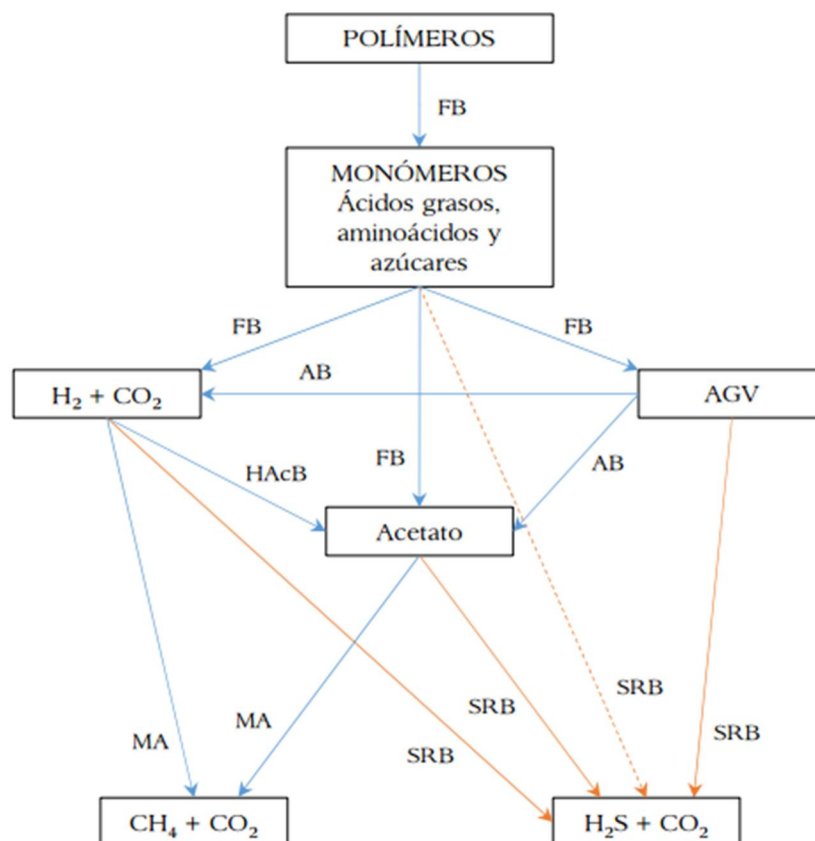 POLÍMEROS
FB
MONÓMEROS
Ácidos grasos,
aminoácidos y
azúcares
FB
FB
AB
H₂ + CO₂
AGV
HAcB
FB
AB
Acetato
MA
MA
SRB
SRB
SRB
SRB
CH₄ + CO₂
H₂S + CO₂